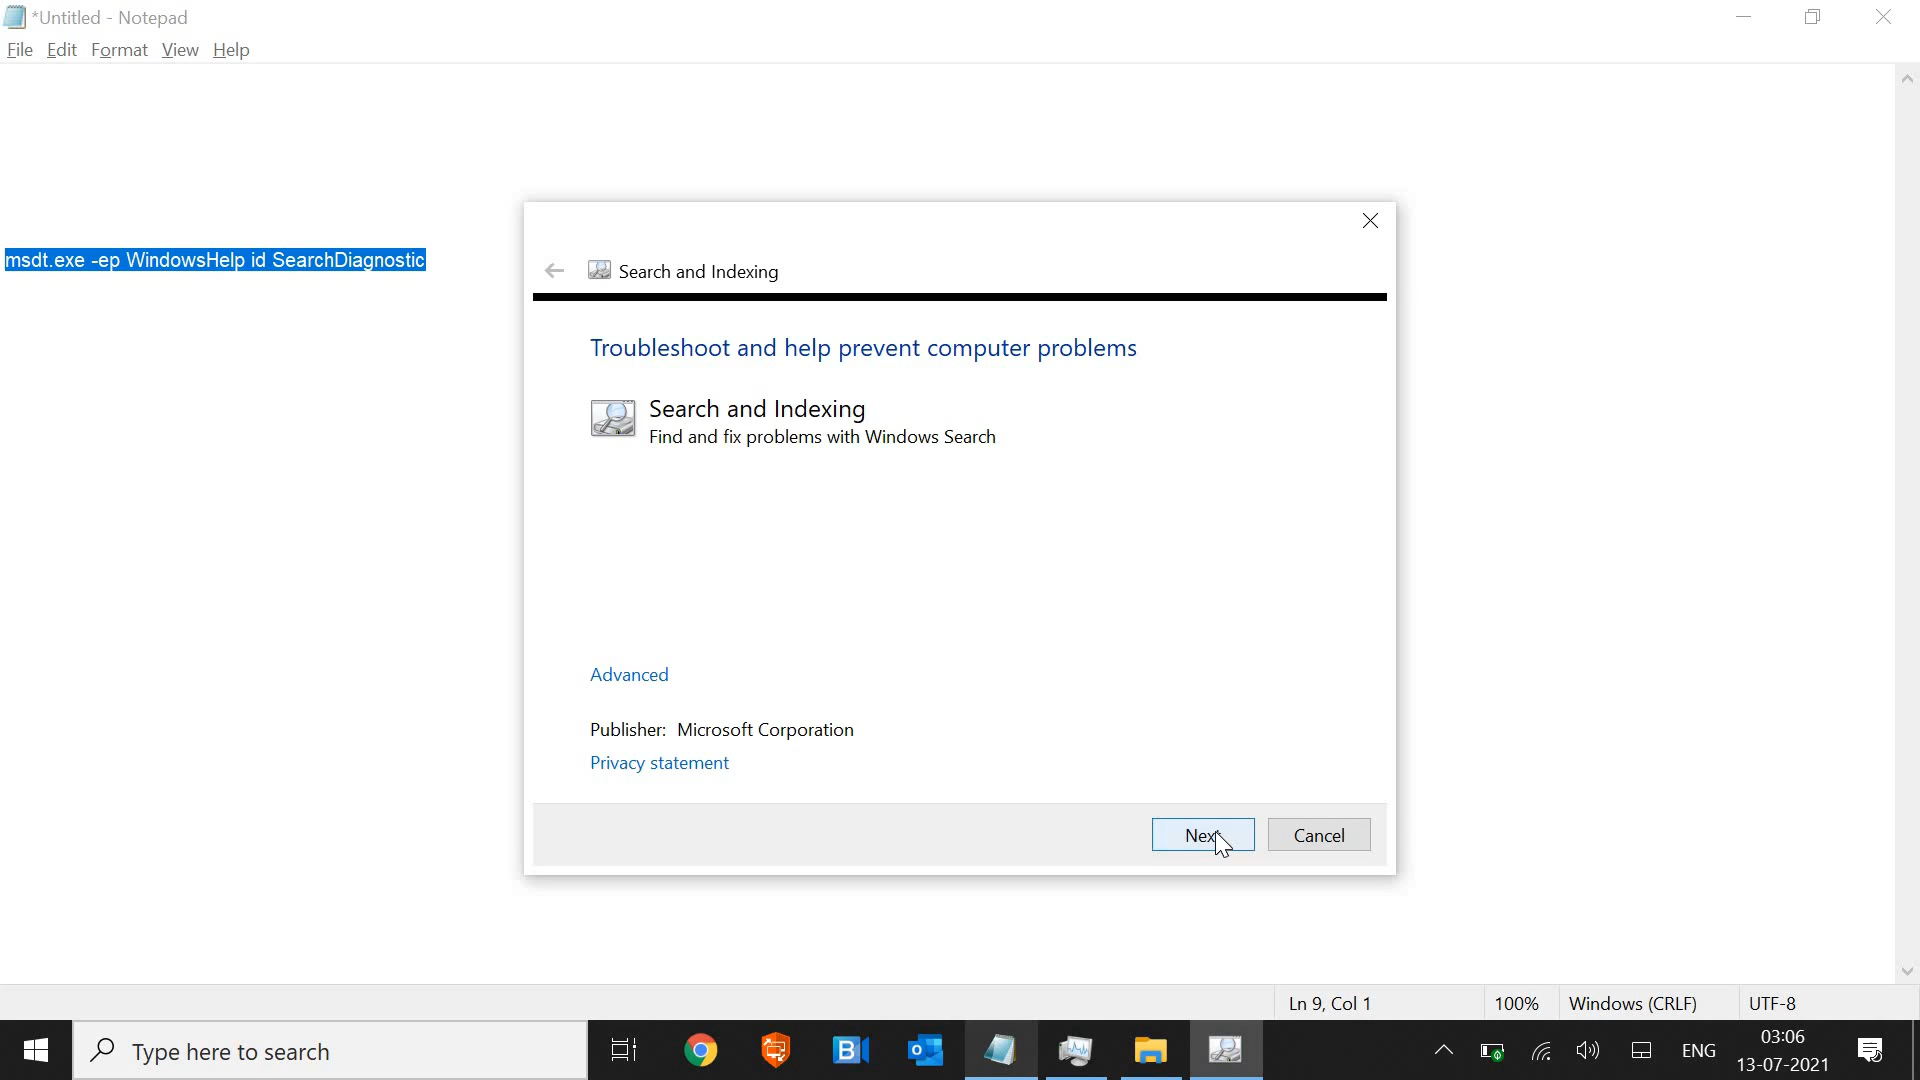 *Untitled - Notepad
File Edit Format View Help
msdt.exe -ep WindowsHelp id SearchDiagnostic
Search and Indexing
Troubleshoot and help prevent computer problems
Search and Indexing
Find and fix problems with Windows Search
Advanced
Publisher: Microsoft Corporation
Privacy statement
Next Cancel
Ln 9, Col 1 100% Windows (CRLF) UTF-8
Type here to search
ENG
03:06
13-07-2021